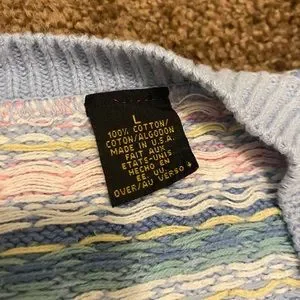 L
100% COTTON/
COTON/ALGODON
MADE IN U.S.A.
FAIT AUX
ETATS-UNIS
HECHO EN
EE. UU.
OVER/AU VERSO